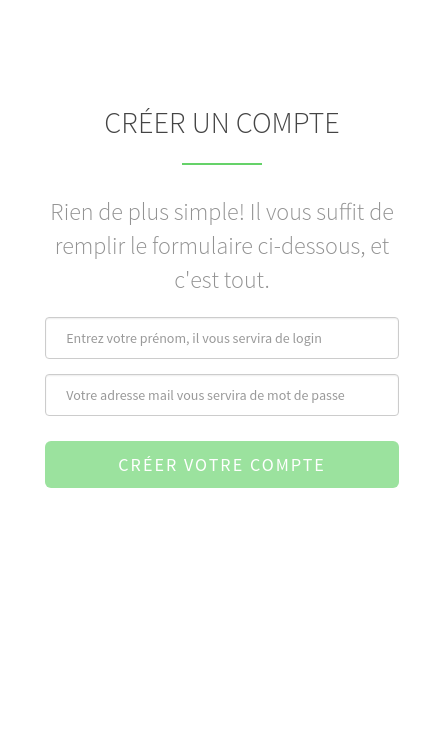 CRÉER UN COMPTE
Rien de plus simple! Il vous suffit de
remplir le formulaire ci-dessous, et
c'est tout.
Entrez votre prénom, il vous servira de login
Votre adresse mail vous servira de mot de passe
CRÉER VOTRE COMPTE